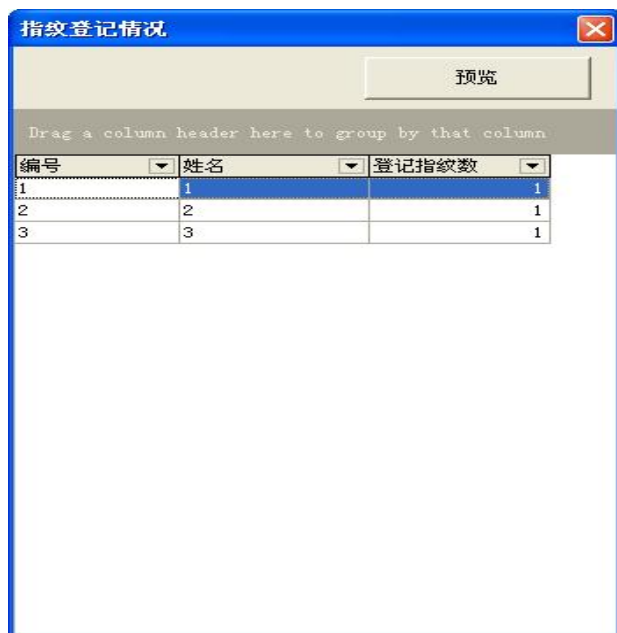 指纹登记情况
预览
Drag a column header here to group by that column
编号 姓名 登记指纹数
1 1 1
2 2 1
3 3 1